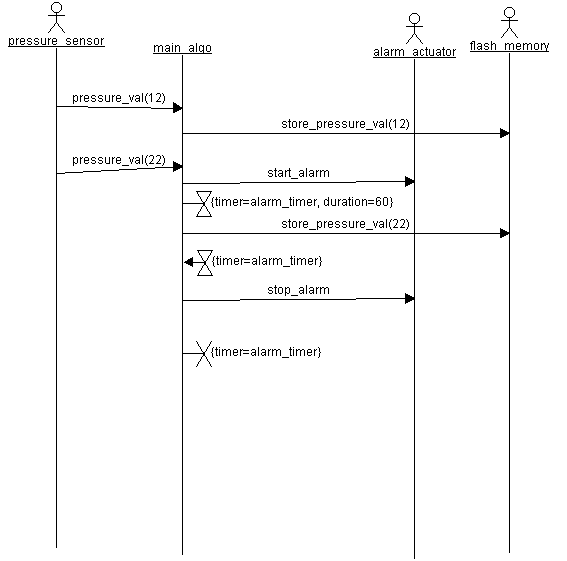 pressure_sensor
main_algo
alarm_actuator
flash_memory
pressure_val(12)
store_pressure_val(12)
pressure_val(22)
start_alarm
{timer=alarm_timer, duration=60}
store_pressure_val(22)
{timer=alarm_timer}
stop_alarm
{timer=alarm_timer}